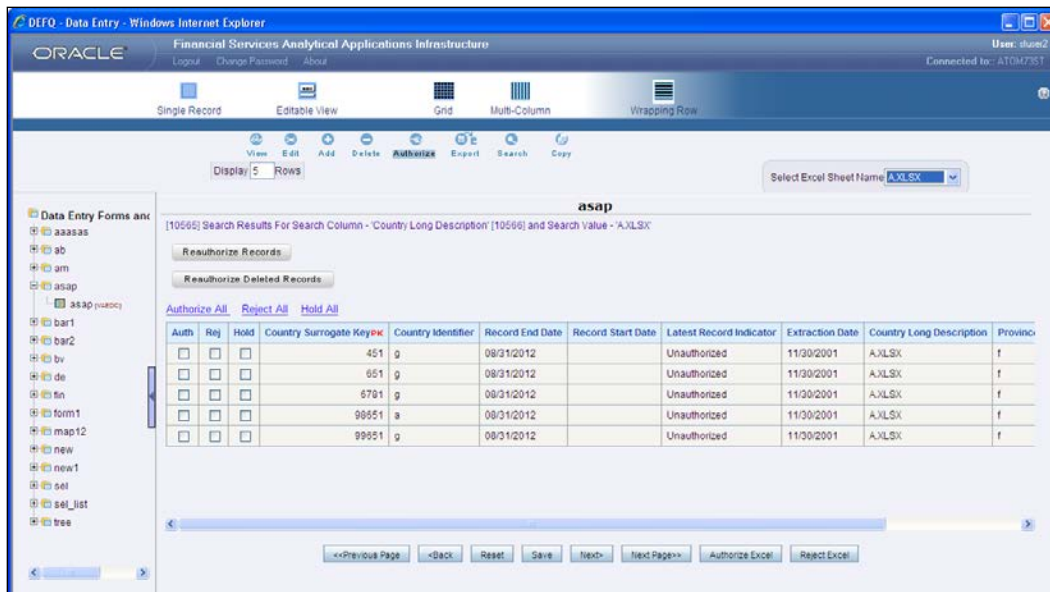 DEFQ - Data Entry - Windows Internet Explorer
ORACLE
Financial Services Analytical Applications Infrastructure
Logout Change Password About
User: duser2
Connected to:: ATOM73ST
Single Record
Editable View
Grid
Multi-Column
Wrapping Row
View Edit Add Delete Authorize Export Search Copy
Display 5 Rows
Select Excel Sheet Name A.XLSX
Data Entry Forms and
aaasas
ab
am
asap
asap
bar1
bar2
bv
de
fin
form1
map12
new
new1
sel
sel_list
tree
asap
[10565] Search Results For Search Column - 'Country Long Description' [10566] and Search Value - 'A.XLSX'
Reauthorize Records
Reauthorize Deleted Records
Authorize All Reject All Hold All
Auth Rej Hold Country Surrogate Key PK Country Identifier Record End Date Record Start Date Latest Record Indicator Extraction Date Country Long Description Province
451 g 08/31/2012 Unauthorized 11/30/2001 A.XLSX f
651 g 08/31/2012 Unauthorized 11/30/2001 A.XLSX f
6781 g 08/31/2012 Unauthorized 11/30/2001 A.XLSX f
98651 a 08/31/2012 Unauthorized 11/30/2001 A.XLSX f
99651 g 08/31/2012 Unauthorized 11/30/2001 A.XLSX f
<<Previous Page <Back Reset Save Next> Next Page>> Authorize Excel Reject Excel